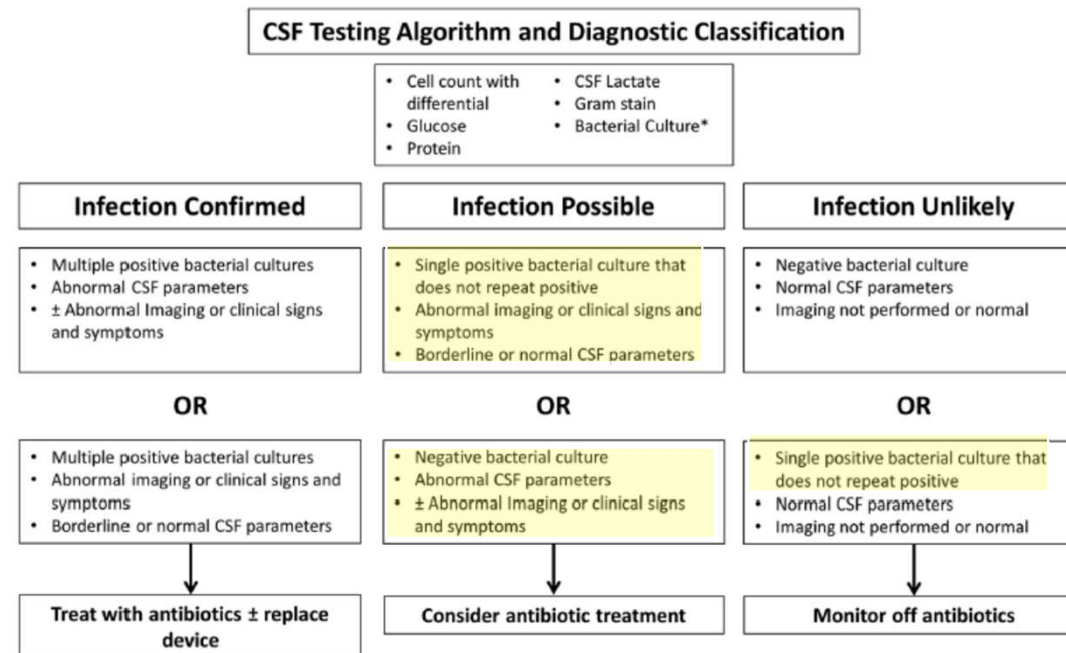 CSF Testing Algorithm and Diagnostic Classification
• Cell count with
differential
• Glucose
• Protein
• CSF Lactate
• Gram stain
• Bacterial Culture*
Infection Confirmed
• Multiple positive bacterial cultures
• Abnormal CSF parameters
• ± Abnormal Imaging or clinical signs
and symptoms
OR
• Multiple positive bacterial cultures
• Abnormal imaging or clinical signs and
symptoms
• Borderline or normal CSF parameters
Treat with antibiotics ± replace
device
Infection Possible
• Single positive bacterial culture that
does not repeat positive
• Abnormal imaging or clinical signs and
symptoms
• Borderline or normal CSF parameters
OR
• Negative bacterial culture
• Abnormal CSF parameters
• ± Abnormal Imaging or clinical signs
and symptoms
Consider antibiotic treatment
Infection Unlikely
• Negative bacterial culture
• Normal CSF parameters
• Imaging not performed or normal
OR
• Single positive bacterial culture that
does not repeat positive
• Normal CSF parameters
• Imaging not performed or normal
Monitor off antibiotics